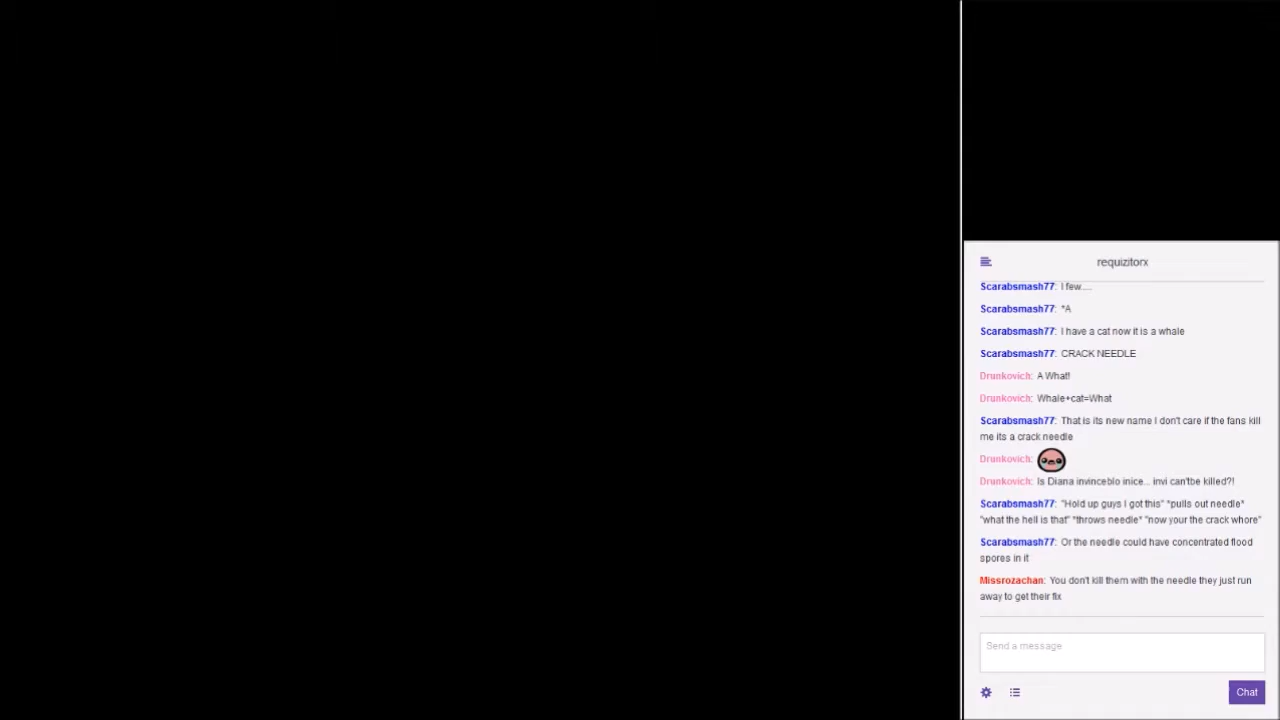 requizitorx
Scarabsmash77: I few.....
Scarabsmash77: *A
Scarabsmash77: I have a cat now it is a whale
Scarabsmash77: CRACK NEEDLE
Drunkovich: A What!
Drunkovich: Whale+cat=What
Scarabsmash77: That is its new name I don't care if the fans kill
me its a crack needle
Drunkovich:
Drunkovich: Is Diana invinceblo inice... invi can'tbe killed?!
Scarabsmash77: "Hold up guys I got this" *pulls out needle*
"what the hell is that" *throws needle* "now your the crack whore"
Scarabsmash77: Or the needle could have concentrated flood
spores in it
Missrozachan: You don't kill them with the needle they just run
away to get their fix
Send a message
Chat